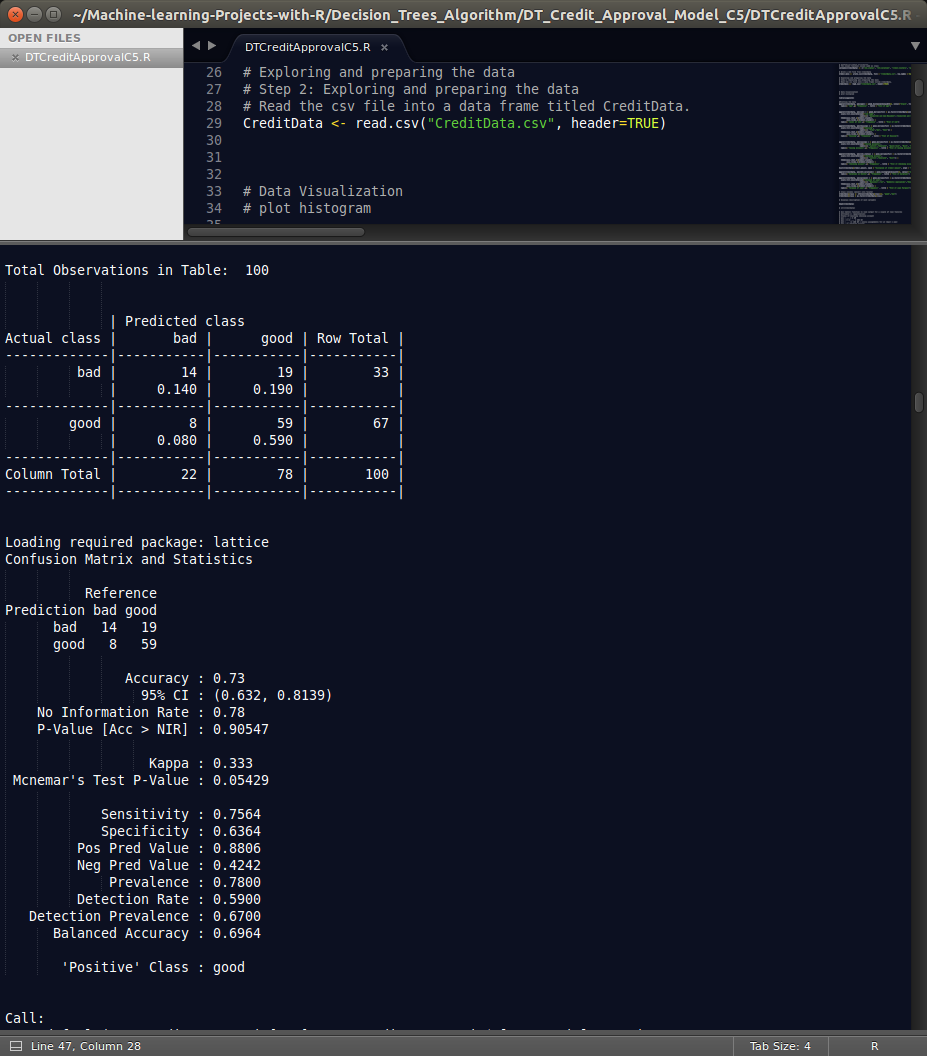 ~/Machine-learning-Projects-with-R/Decision_Trees_Algorithm/DT_Credit_Approval_Model_C5/DTCreditApprovalC5.R
OPEN FILES
× DTCreditApprovalC5.R
DTCreditApprovalC5.R ×
26 # Exploring and preparing the data
27 # Step 2: Exploring and preparing the data
28 # Read the csv file into a data frame titled CreditData.
29 CreditData <- read.csv("CreditData.csv", header=TRUE)
30
31
32
33 # Data Visualization
34 # plot histogram
35
Total Observations in Table:  100
             | Predicted class
Actual class |       bad |      good | Row Total |
-------------|-----------|-----------|-----------|
         bad |        14 |        19 |        33 |
             |     0.140 |     0.190 |           |
-------------|-----------|-----------|-----------|
        good |         8 |        59 |        67 |
             |     0.080 |     0.590 |           |
-------------|-----------|-----------|-----------|
Column Total |        22 |        78 |       100 |
-------------|-----------|-----------|-----------|
Loading required package: lattice
Confusion Matrix and Statistics
          Reference
Prediction bad good
      bad   14   19
      good   8   59
               Accuracy : 0.73
                 95% CI : (0.632, 0.8139)
    No Information Rate : 0.78
    P-Value [Acc > NIR] : 0.90547
                  Kappa : 0.333
 Mcnemar's Test P-Value : 0.05429
            Sensitivity : 0.7564
            Specificity : 0.6364
         Pos Pred Value : 0.8806
         Neg Pred Value : 0.4242
             Prevalence : 0.7800
         Detection Rate : 0.5900
   Detection Prevalence : 0.6700
      Balanced Accuracy : 0.6964
       'Positive' Class : good
Call:
Line 47, Column 28
Tab Size: 4
R